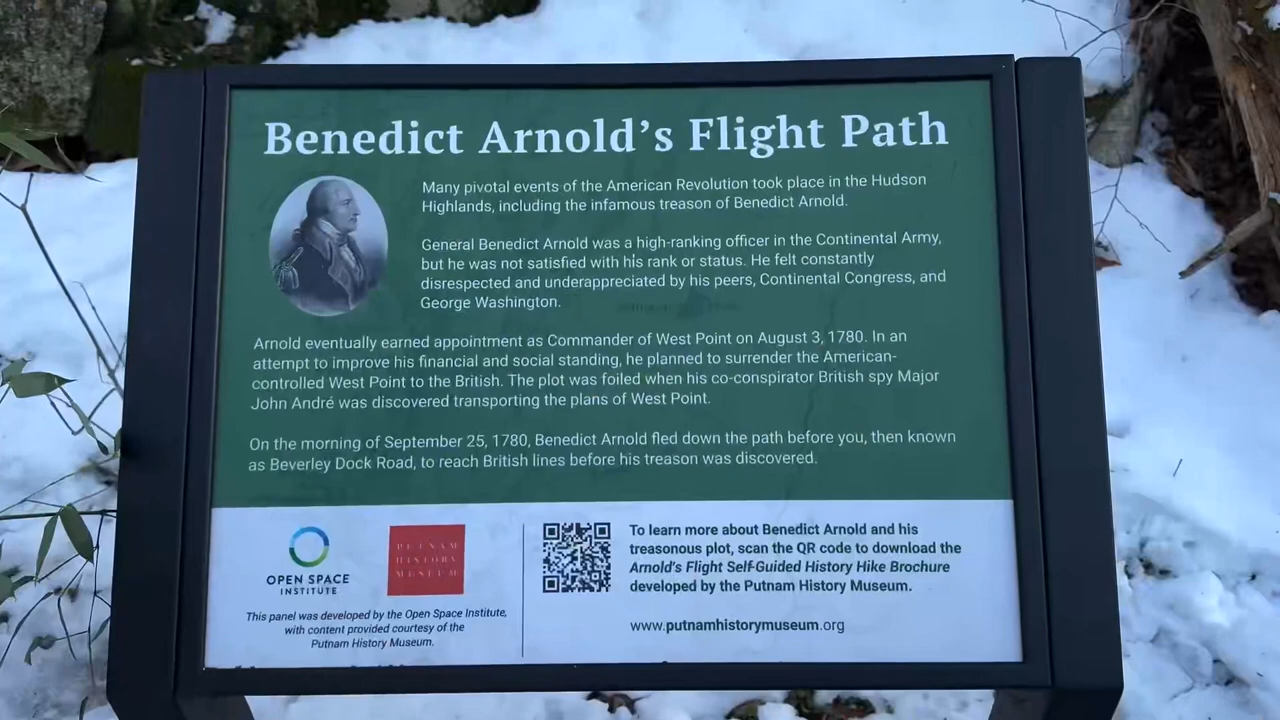 Benedict Arnold's Flight Path
Many pivotal events of the American Revolution took place in the Hudson
Highlands, including the infamous treason of Benedict Arnold.
General Benedict Arnold was a high-ranking officer in the Continental Army,
but he was not satisfied with his rank or status. He felt constantly
disrespected and underappreciated by his peers, Continental Congress, and
George Washington.
Arnold eventually earned appointment as Commander of West Point on August 3, 1780. In an
attempt to improve his financial and social standing, he planned to surrender the American-
controlled West Point to the British. The plot was foiled when his co-conspirator British spy Major
John André was discovered transporting the plans of West Point.
On the morning of September 25, 1780, Benedict Arnold fled down the path before you, then known
as Beverley Dock Road, to reach British lines before his treason was discovered.
OPEN SPACE
INSTITUTE
PUTNAM
HISTORY
MUSEUM
This panel was developed by the Open Space Institute,
with content provided courtesy of the
Putnam History Museum.
To learn more about Benedict Arnold and his
treasonous plot, scan the QR code to download the
Arnold's Flight Self-Guided History Hike Brochure
developed by the Putnam History Museum.
www.putnamhistorymuseum.org